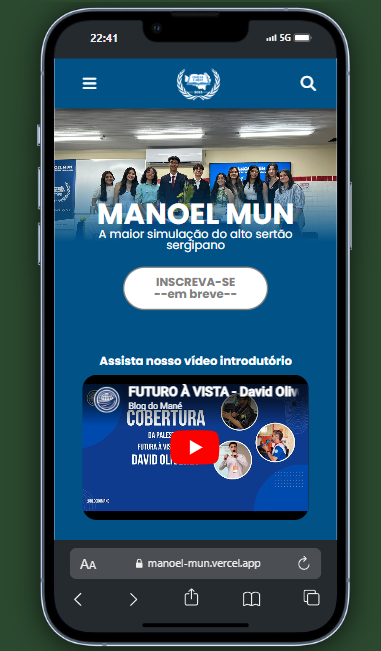 22:41
5G
MANOEL MUN
A maior simulação do alto sertão
sergipano
INSCREVA-SE
--em breve--
Assista nosso vídeo introdutório
FUTURO À VISTA - David Oliv
Blog do Mané
COBERTURA
DA PALES
FUTURO À VIS
DAVID OLIVE
AA
manoel-mun.vercel.app